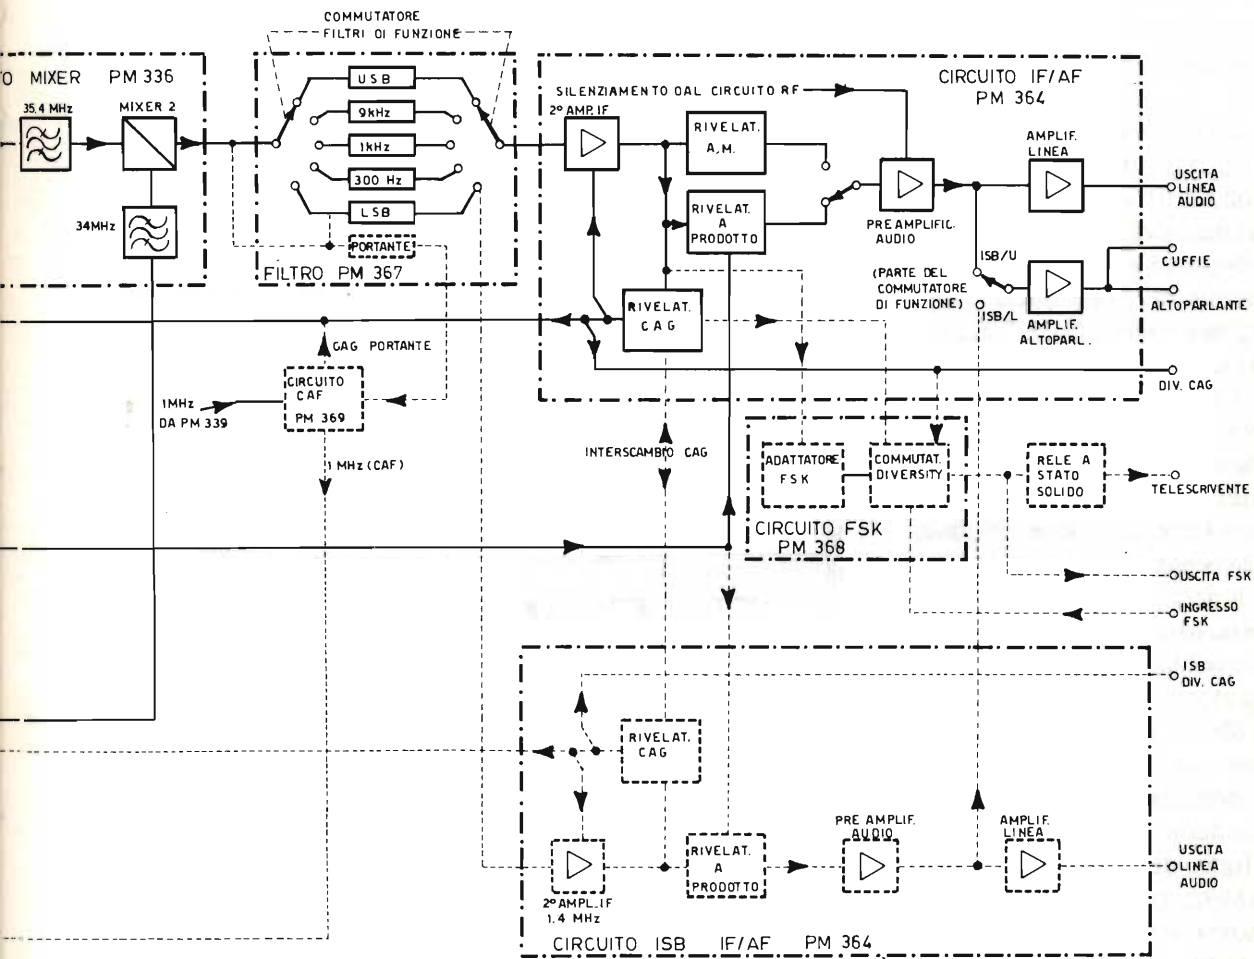 COMMUTATORE
FILTRI DI FUNZIONE
O MIXER PM 336
35.4 MHz
MIXER 2
34MHz
USB
9kHz
1kHz
300 Hz
LSB
PORTANTE
FILTRO PM 367
CIRCUITO IF/AF
PM 364
SILENZIAMENTO DAL CIRCUITO RF
2º AMP. IF
RIVELAT.
A.M.
RIVELAT.
A
PRODOTTO
RIVELAT.
CAG
PREAMPLIFIC.
AUDIO
AMPLIF.
LINEA
USCITA
LINEA
AUDIO
ISB/U
(PARTE DEL
COMMUTATORE
DI FUNZIONE)
ISB/L
AMPLIF.
ALTOPARL.
CUFFIE
ALTOPARLANTE
DIV. CAG
CAG PORTANTE
CIRCUITO
CAF
PM 369
1MHz
DA PM 339
1 MHz (CAF)
INTERSCAMBIO CAG
ADATTATORE
FSK
COMMUTAT.
DIVERSITY
CIRCUITO FSK
PM 368
RELE A
STATO
SOLIDO
TELESCRIVENTE
USCITA FSK
INGRESSO
FSK
ISB
DIV. CAG
RIVELAT.
CAG
2º AMPL. IF
1.4 MHz
RIVELAT.
A
PRODOTTO
PRE AMPLIF.
AUDIO
AMPLIF.
LINEA
USCITA
LINEA
AUDIO
CIRCUITO ISB IF/AF PM 364